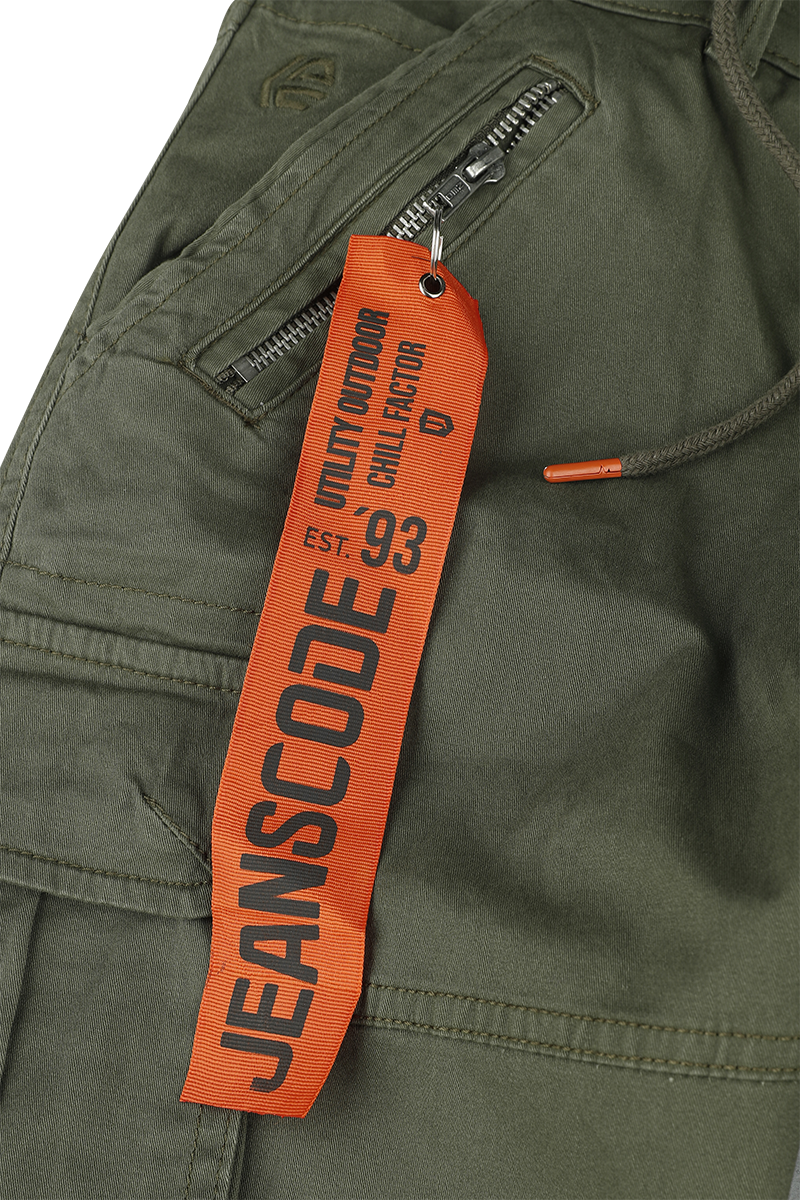 UTILITY OUTDOOR
CHILL FACTOR
EST. ´93
JEANSCODE